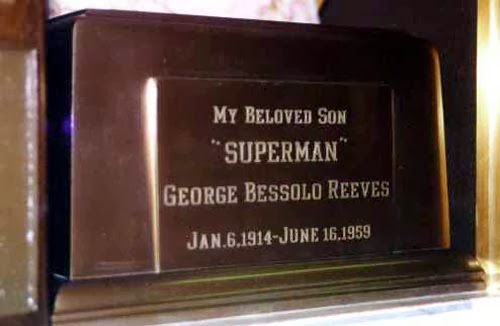 MY BELOVED SON
"SUPERMAN"
GEORGE BESSOLO REEVES
JAN.6,1914-JUNE 16,1959